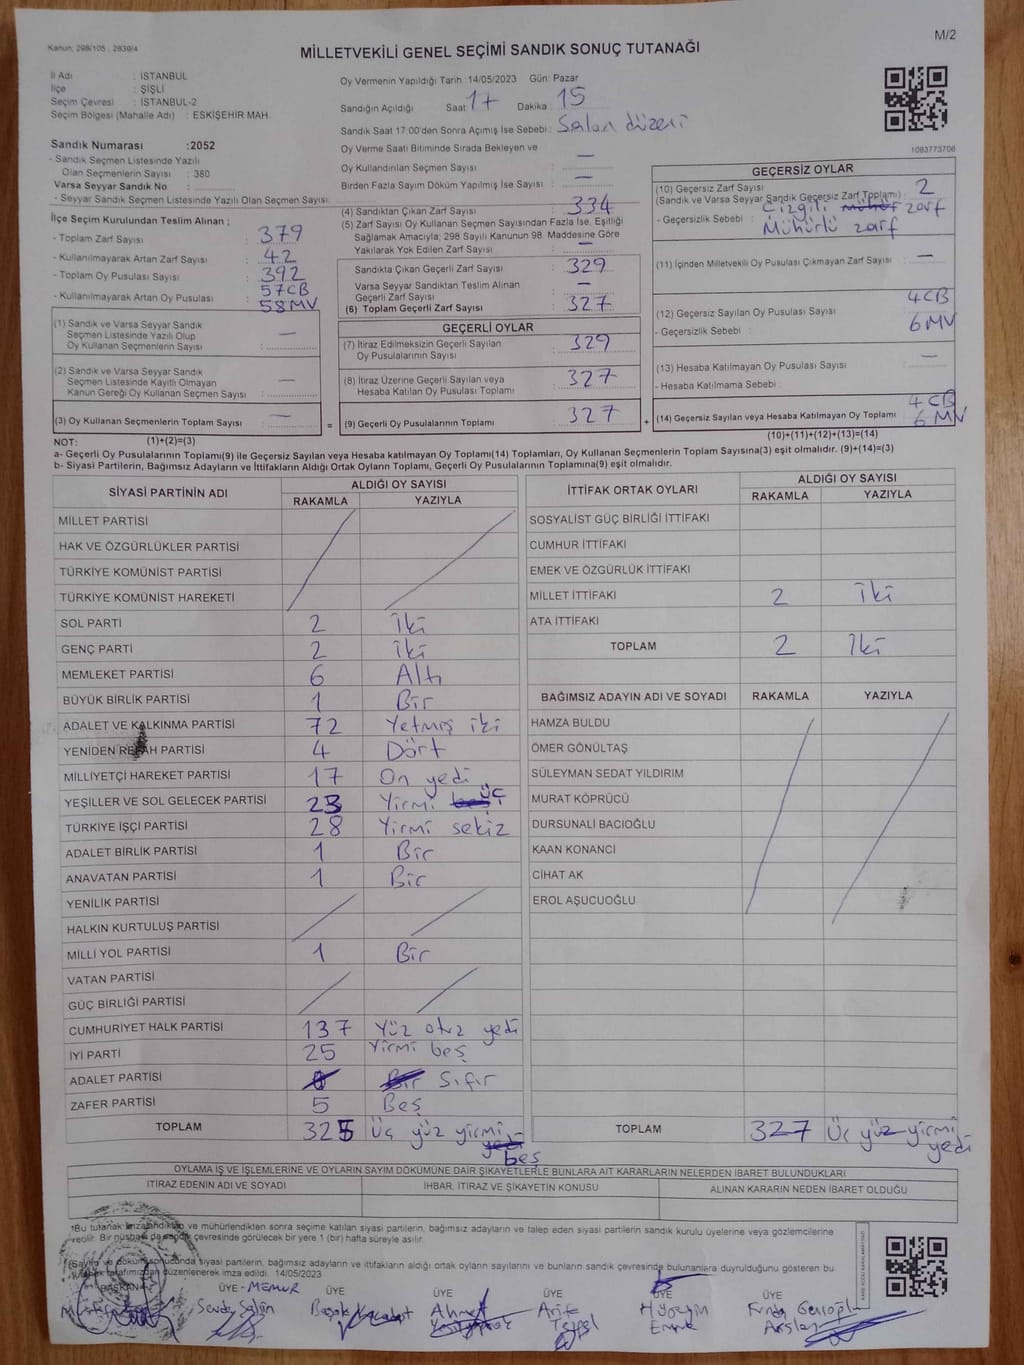 Kanun: 298/105 : 2839/4
M/2
MİLLETVEKİLİ GENEL SEÇİMİ SANDIK SONUÇ TUTANAĞI
İl Adı : İSTANBUL
İlçe : ŞİŞLİ
Seçim Çevresi : İSTANBUL-2
Seçim Bölgesi (Mahalle Adı) : ESKİŞEHİR MAH.
Oy Vermenin Yapıldığı Tarih :14/05/2023 Gün: Pazar
Sandığın Açıldığı Saat: 17 Dakika 15
Sandık Saat 17.00'den Sonra Açımış İse Sebebi : Salon düzeni
1083773706
Sandık Numarası :2052
- Sandık Seçmen Listesinde Yazılı
Olan Seçmenlerin Sayısı : 380
Varsa Seyyar Sandık No :
- Seyyar Sandık Seçmen Listesinde Yazılı Olan Seçmen Sayısı
Oy Verme Saati Bitiminde Sırada Bekleyen ve
Oy Kullandırılan Seçmen Sayısı : —
Birden Fazla Sayım Döküm Yapılmış İse Sayısı : —
İlçe Seçim Kurulundan Teslim Alınan ;
- Toplam Zarf Sayısı : 379
- Kullanılmayarak Artan Zarf Sayısı : 42
- Toplam Oy Pusulası Sayısı : 392
- Kullanılmayarak Artan Oy Pusulası : 57CB
58MV
(4) Sandıktan Çıkan Zarf Sayısı : 334
(5) Zarf Sayısı Oy Kullanan Seçmen Sayısından Fazla İse, Eşitliği
Sağlamak Amacıyla; 298 Sayılı Kanunun 98. Maddesine Göre
Yakılarak Yok Edilen Zarf Sayısı : —
Sandıkta Çıkan Geçerli Zarf Sayısı : 329
Varsa Seyyar Sandıktan Teslim Alınan
Geçerli Zarf Sayısı : —
(6) Toplam Geçerli Zarf Sayısı : 327
GEÇERSİZ OYLAR
(10) Geçersiz Zarf Sayısı
(Sandık ve Varsa Seyyar Sandık Geçersiz Zarf Toplamı) : 2
- Geçersizlik Sebebi : Çizgili zarf
Mühürlü zarf
(11) İçinden Milletvekili Oy Pusulası Çıkmayan Zarf Sayısı : —
(12) Geçersiz Sayılan Oy Pusulası Sayısı : 4CB
- Geçersizlik Sebebi : 6MV
(13) Hesaba Katılmayan Oy Pusulası Sayısı : —
- Hesaba Katılmama Sebebi :
(14) Geçersiz Sayılan veya Hesaba Katılmayan Oy Toplamı 4 CB
6 MV
(10)+(11)+(12)+(13)=(14)
(1) Sandık ve Varsa Seyyar Sandık
Seçmen Listesinde Yazılı Olup
Oy Kullanan Seçmenlerin Sayısı : —
(2) Sandık ve Varsa Seyyar Sandık
Seçmen Listesinde Kayıtlı Olmayan
Kanun Gereği Oy Kullanan Seçmen Sayısı : —
(3) Oy Kullanan Seçmenlerin Toplam Sayısı : —
=
GEÇERLİ OYLAR
(7) İtiraz Edilmeksizin Geçerli Sayılan
Oy Pusulalarının Sayısı : 329
(8) İtiraz Üzerine Geçerli Sayılan veya
Hesaba Katılan Oy Pusulası Toplamı : 327
(9) Geçerli Oy Pusulalarının Toplamı : 327
+
NOT: (1)+(2)=(3)
a- Geçerli Oy Pusulalarının Toplamı(9) ile Geçersiz Sayılan veya Hesaba katılmayan Oy Toplamı(14) Toplamları, Oy Kullanan Seçmenlerin Toplam Sayısına(3) eşit olmalıdır. (9)+(14)=(3)
b- Siyasi Partilerin, Bağımsız Adayların ve İttifakların Aldığı Ortak Oyların Toplamı, Geçerli Oy Pusulalarının Toplamına(9) eşit olmalıdır.
SİYASİ PARTİNİN ADI ALDIĞI OY SAYISI
RAKAMLA YAZIYLA
MİLLET PARTİSİ
HAK VE ÖZGÜRLÜKLER PARTİSİ
TÜRKİYE KOMÜNİST PARTİSİ
TÜRKİYE KOMÜNİST HAREKETİ
SOL PARTİ 2 İki
GENÇ PARTİ 2 İki
MEMLEKET PARTİSİ 6 Altı
BÜYÜK BİRLİK PARTİSİ 1 Bir
ADALET VE KALKINMA PARTİSİ 72 Yetmiş iki
YENİDEN REFAH PARTİSİ 4 Dört
MİLLİYETÇİ HAREKET PARTİSİ 17 On yedi
YEŞİLLER VE SOL GELECEK PARTİSİ 23 Yirmi üç
TÜRKİYE İŞÇİ PARTİSİ 28 Yirmi sekiz
ADALET BİRLİK PARTİSİ 1 Bir
ANAVATAN PARTİSİ 1 Bir
YENİLİK PARTİSİ
HALKIN KURTULUŞ PARTİSİ
MİLLİ YOL PARTİSİ 1 Bir
VATAN PARTİSİ
GÜÇ BİRLİĞİ PARTİSİ
CUMHURİYET HALK PARTİSİ 137 Yüz otuz yedi
İYİ PARTİ 25 Yirmi beş
ADALET PARTİSİ 0 Bir Sıfır
ZAFER PARTİSİ 5 Beş
TOPLAM 325 Üç yüz yirmi yedi
beş
İTTİFAK ORTAK OYLARI ALDIĞI OY SAYISI
RAKAMLA YAZIYLA
SOSYALİST GÜÇ BİRLİĞİ İTTİFAKI
CUMHUR İTTİFAKI
EMEK VE ÖZGÜRLÜK İTTİFAKI
MİLLET İTTİFAKI 2 İki
ATA İTTİFAKI
TOPLAM 2 İki
BAĞIMSIZ ADAYIN ADI VE SOYADI RAKAMLA YAZIYLA
HAMZA BULDU
ÖMER GÖNÜLTAŞ
SÜLEYMAN SEDAT YILDIRIM
MURAT KÖPRÜCÜ
DURSUNALİ BACIOĞLU
KAAN KONANCİ
CİHAT AK
EROL AŞUCUOĞLU
TOPLAM 327 Üç yüz yirmi
yedi
OYLAMA İŞ VE İŞLEMLERİNE VE OYLARIN SAYIM DÖKÜMÜNE DAİR ŞİKAYETLERLE BUNLARA AİT KARARLARIN NELERDEN İBARET BULUNDUKLARI
İTİRAZ EDENİN ADI VE SOYADI İHBAR, İTİRAZ VE ŞİKAYETİN KONUSU ALINAN KARARIN NEDEN İBARET OLDUĞU
*Bu tutanak imzalandıktan ve mühürlendikten sonra seçime katılan siyasi partilerin, bağımsız adayların ve talep eden siyasi partilerin sandık kurulu üyelerine veya gözlemcilerine
verilir. Bir nüshası da sandık çevresinde görülecek bir yere 1 (bir) hafta süreyle asılır.
siyasi partilerin, bağımsız adayların ve ittifakların aldığı ortak oyların sayılarını ve bunların sandık çevresinde bulunanlara duyrulduğunu gösteren bu
tarafımızdan düzenlenerek imza edildi. 14/05/2023
BAŞKAN ÜYE - MEMUR ÜYE ÜYE ÜYE ÜYE ÜYE
Başak Ahmet Arife Hüseyin Funda
Emre Arslan